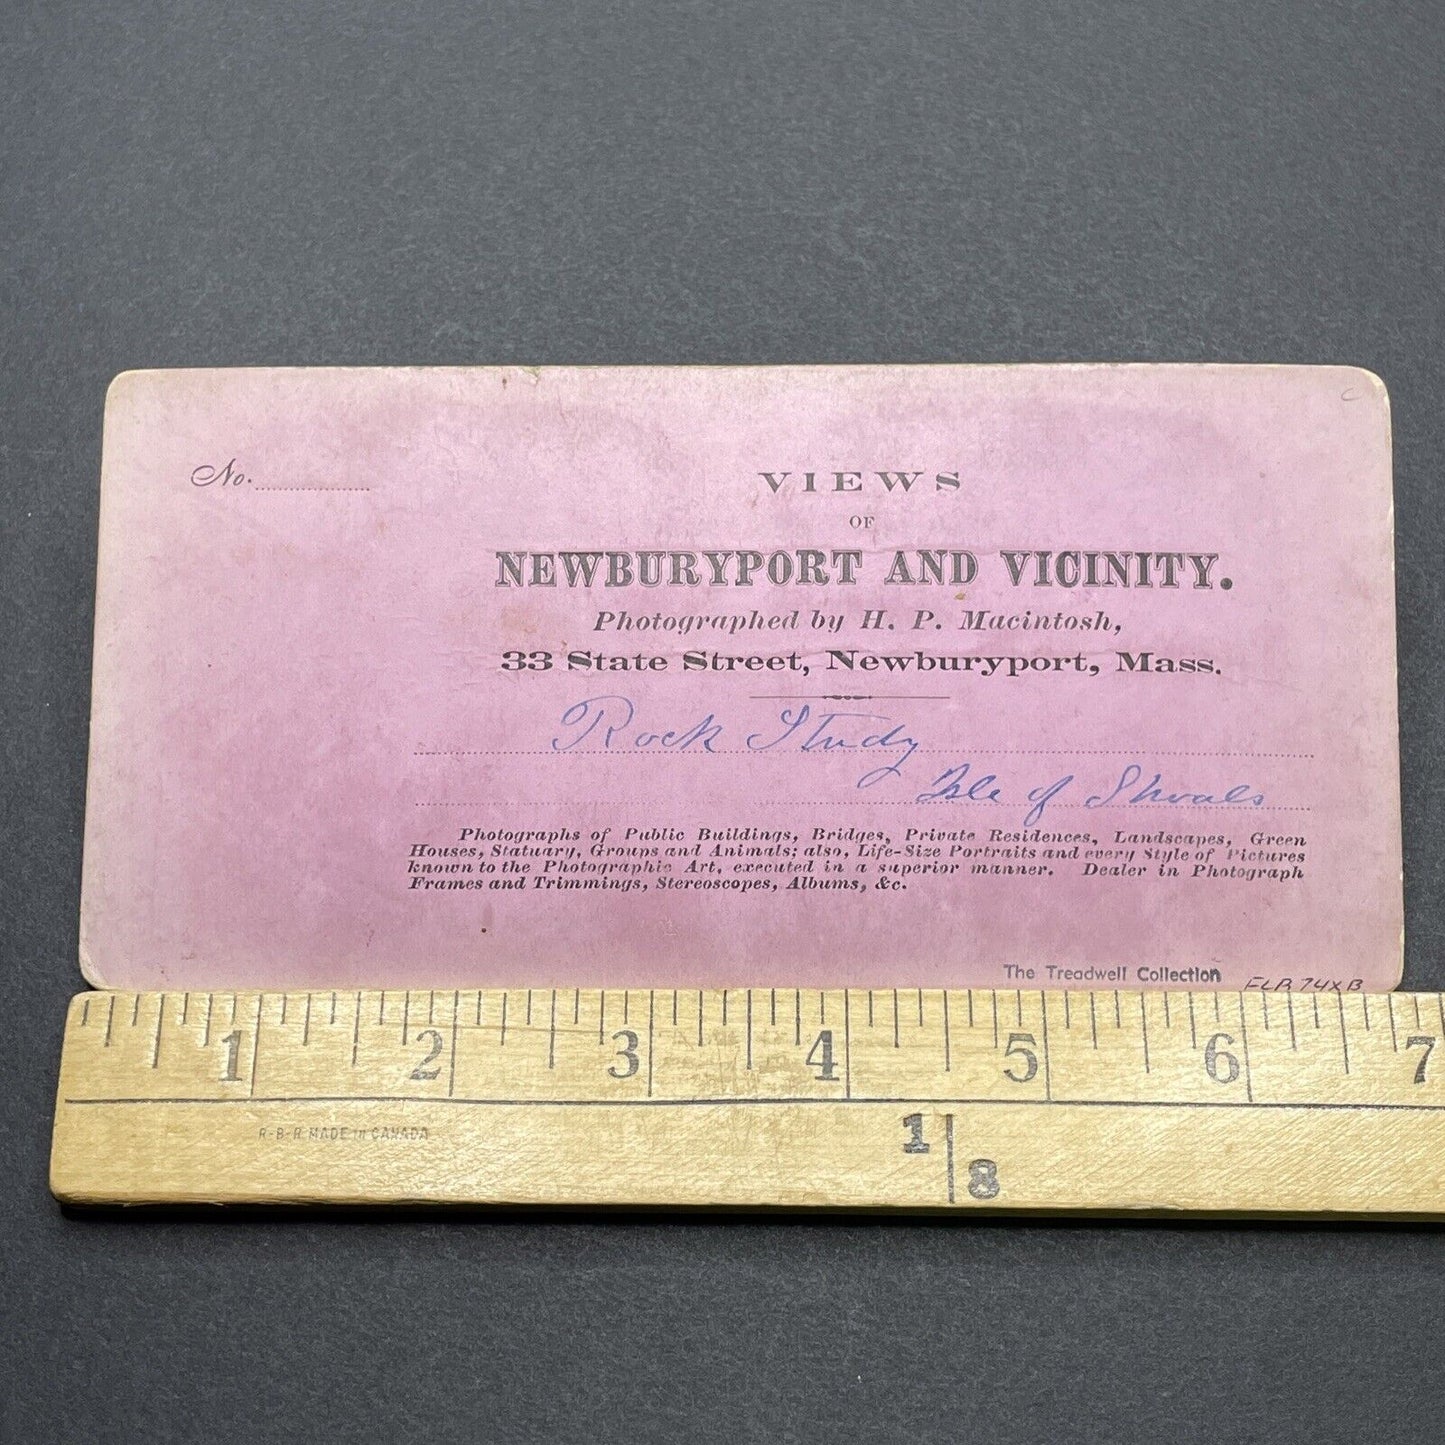 No.
VIEWS
OF
NEWBURYPORT AND VICINITY.
Photographed by H. P. Macintosh,
33 State Street, Newburyport, Mass.
Rock Study
Isle of Shoals
Photographs of Public Buildings, Bridges, Private Residences, Landscapes, Green
Houses, Statuary, Groups and Animals; also, Life-Size Portraits and every Style of Pictures
known to the Photographic Art, executed in a superior manner. Dealer in Photograph
Frames and Trimmings, Stereoscopes, Albums, &c.
The Treadwell Collection
1 2 3 4 5 6 7
R-B-R MADE in CANADA
1
8